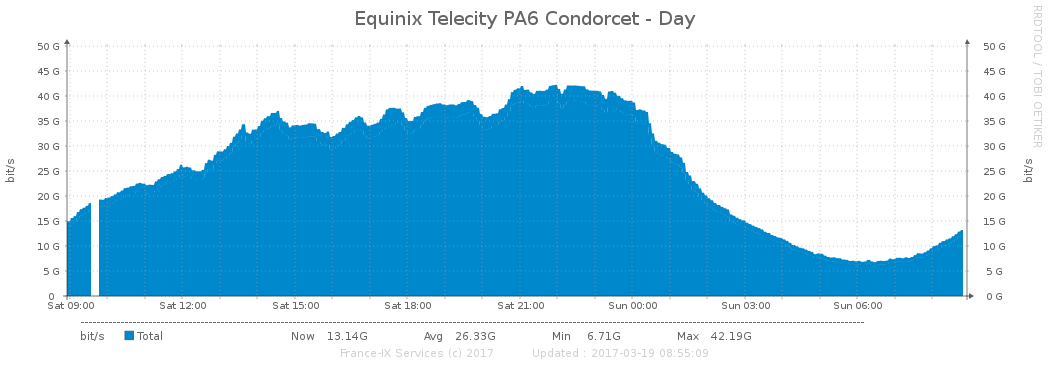 Equinix Telecity PA6 Condorcet - Day
RRDTOOL / TOBI OETIKER
50 G 50 G
45 G 45 G
40 G 40 G
35 G 35 G
30 G 30 G
25 G 25 G
20 G 20 G
15 G 15 G
10 G 10 G
5 G 5 G
0 0 G
bit/s bit/s
Sat 09:00 Sat 12:00 Sat 15:00 Sat 18:00 Sat 21:00 Sun 00:00 Sun 03:00 Sun 06:00
bit/s Total Now 13.14G Avg 26.33G Min 6.71G Max 42.19G
France-IX Services (c) 2017 Updated : 2017-03-19 08:55:09